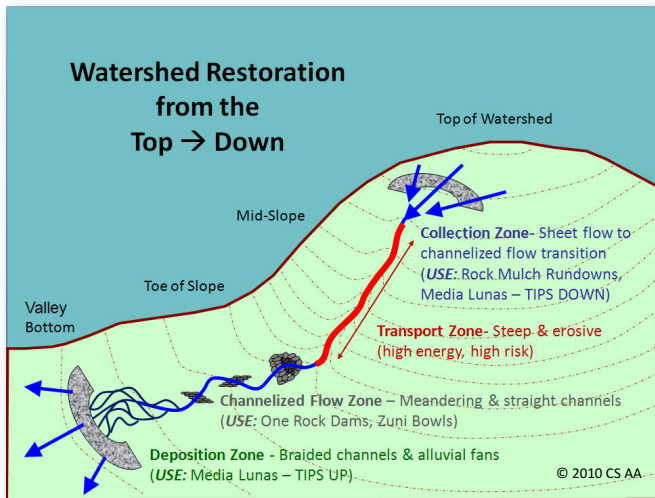 Watershed Restoration
from the
Top → Down
Top of Watershed
Mid-Slope
Collection Zone- Sheet flow to
channelized flow transition
(USE: Rock Mulch Rundowns,
Media Lunas – TIPS DOWN)
Toe of Slope
Valley
Bottom
Transport Zone- Steep & erosive
(high energy, high risk)
Channelized Flow Zone – Meandering & straight channels
(USE: One Rock Dams, Zuni Bowls)
Deposition Zone - Braided channels & alluvial fans
(USE: Media Lunas – TIPS UP)
© 2010 CS AA